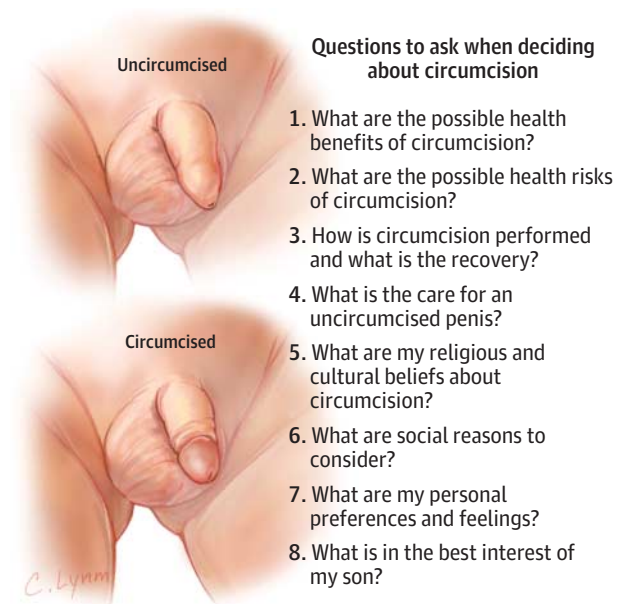 Uncircumcised
Circumcised
C. Lynm
Questions to ask when deciding
about circumcision
1. What are the possible health
benefits of circumcision?
2. What are the possible health risks
of circumcision?
3. How is circumcision performed
and what is the recovery?
4. What is the care for an
uncircumcised penis?
5. What are my religious and
cultural beliefs about
circumcision?
6. What are social reasons to
consider?
7. What are my personal
preferences and feelings?
8. What is in the best interest of
my son?